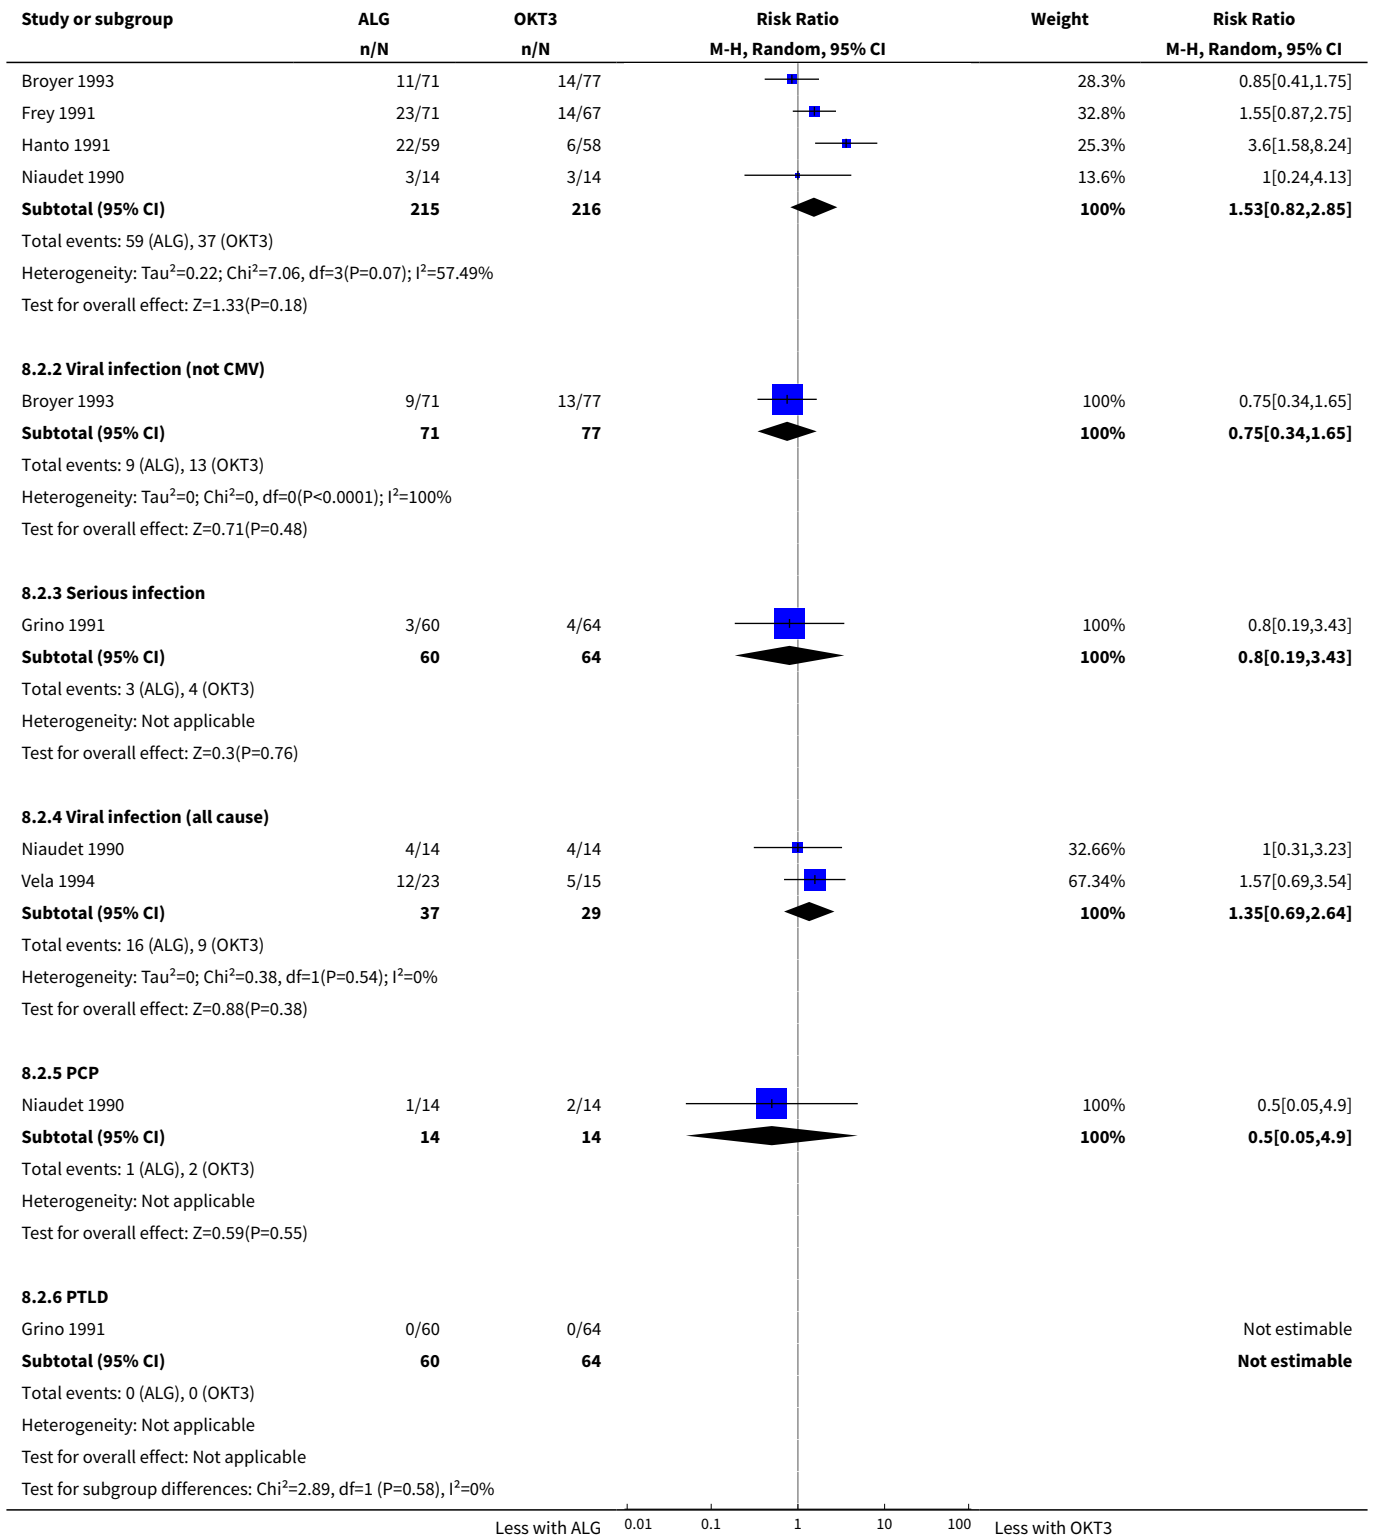 Study or subgroup ALG OKT3 Risk Ratio Weight Risk Ratio
n/N n/N M-H, Random, 95% CI M-H, Random, 95% CI
Broyer 1993 11/71 14/77 28.3% 0.85[0.41,1.75]
Frey 1991 23/71 14/67 32.8% 1.55[0.87,2.75]
Hanto 1991 22/59 6/58 25.3% 3.6[1.58,8.24]
Niaudet 1990 3/14 3/14 13.6% 1[0.24,4.13]
Subtotal (95% CI) 215 216 100% 1.53[0.82,2.85]
Total events: 59 (ALG), 37 (OKT3)
Heterogeneity: Tau²=0.22; Chi²=7.06, df=3(P=0.07); I²=57.49%
Test for overall effect: Z=1.33(P=0.18)
8.2.2 Viral infection (not CMV)
Broyer 1993 9/71 13/77 100% 0.75[0.34,1.65]
Subtotal (95% CI) 71 77 100% 0.75[0.34,1.65]
Total events: 9 (ALG), 13 (OKT3)
Heterogeneity: Tau²=0; Chi²=0, df=0(P<0.0001); I²=100%
Test for overall effect: Z=0.71(P=0.48)
8.2.3 Serious infection
Grino 1991 3/60 4/64 100% 0.8[0.19,3.43]
Subtotal (95% CI) 60 64 100% 0.8[0.19,3.43]
Total events: 3 (ALG), 4 (OKT3)
Heterogeneity: Not applicable
Test for overall effect: Z=0.3(P=0.76)
8.2.4 Viral infection (all cause)
Niaudet 1990 4/14 4/14 32.66% 1[0.31,3.23]
Vela 1994 12/23 5/15 67.34% 1.57[0.69,3.54]
Subtotal (95% CI) 37 29 100% 1.35[0.69,2.64]
Total events: 16 (ALG), 9 (OKT3)
Heterogeneity: Tau²=0; Chi²=0.38, df=1(P=0.54); I²=0%
Test for overall effect: Z=0.88(P=0.38)
8.2.5 PCP
Niaudet 1990 1/14 2/14 100% 0.5[0.05,4.9]
Subtotal (95% CI) 14 14 100% 0.5[0.05,4.9]
Total events: 1 (ALG), 2 (OKT3)
Heterogeneity: Not applicable
Test for overall effect: Z=0.59(P=0.55)
8.2.6 PTLD
Grino 1991 0/60 0/64 Not estimable
Subtotal (95% CI) 60 64 Not estimable
Total events: 0 (ALG), 0 (OKT3)
Heterogeneity: Not applicable
Test for overall effect: Not applicable
Test for subgroup differences: Chi²=2.89, df=1 (P=0.58), I²=0%
Less with ALG 0.01 0.1 1 10 100 Less with OKT3